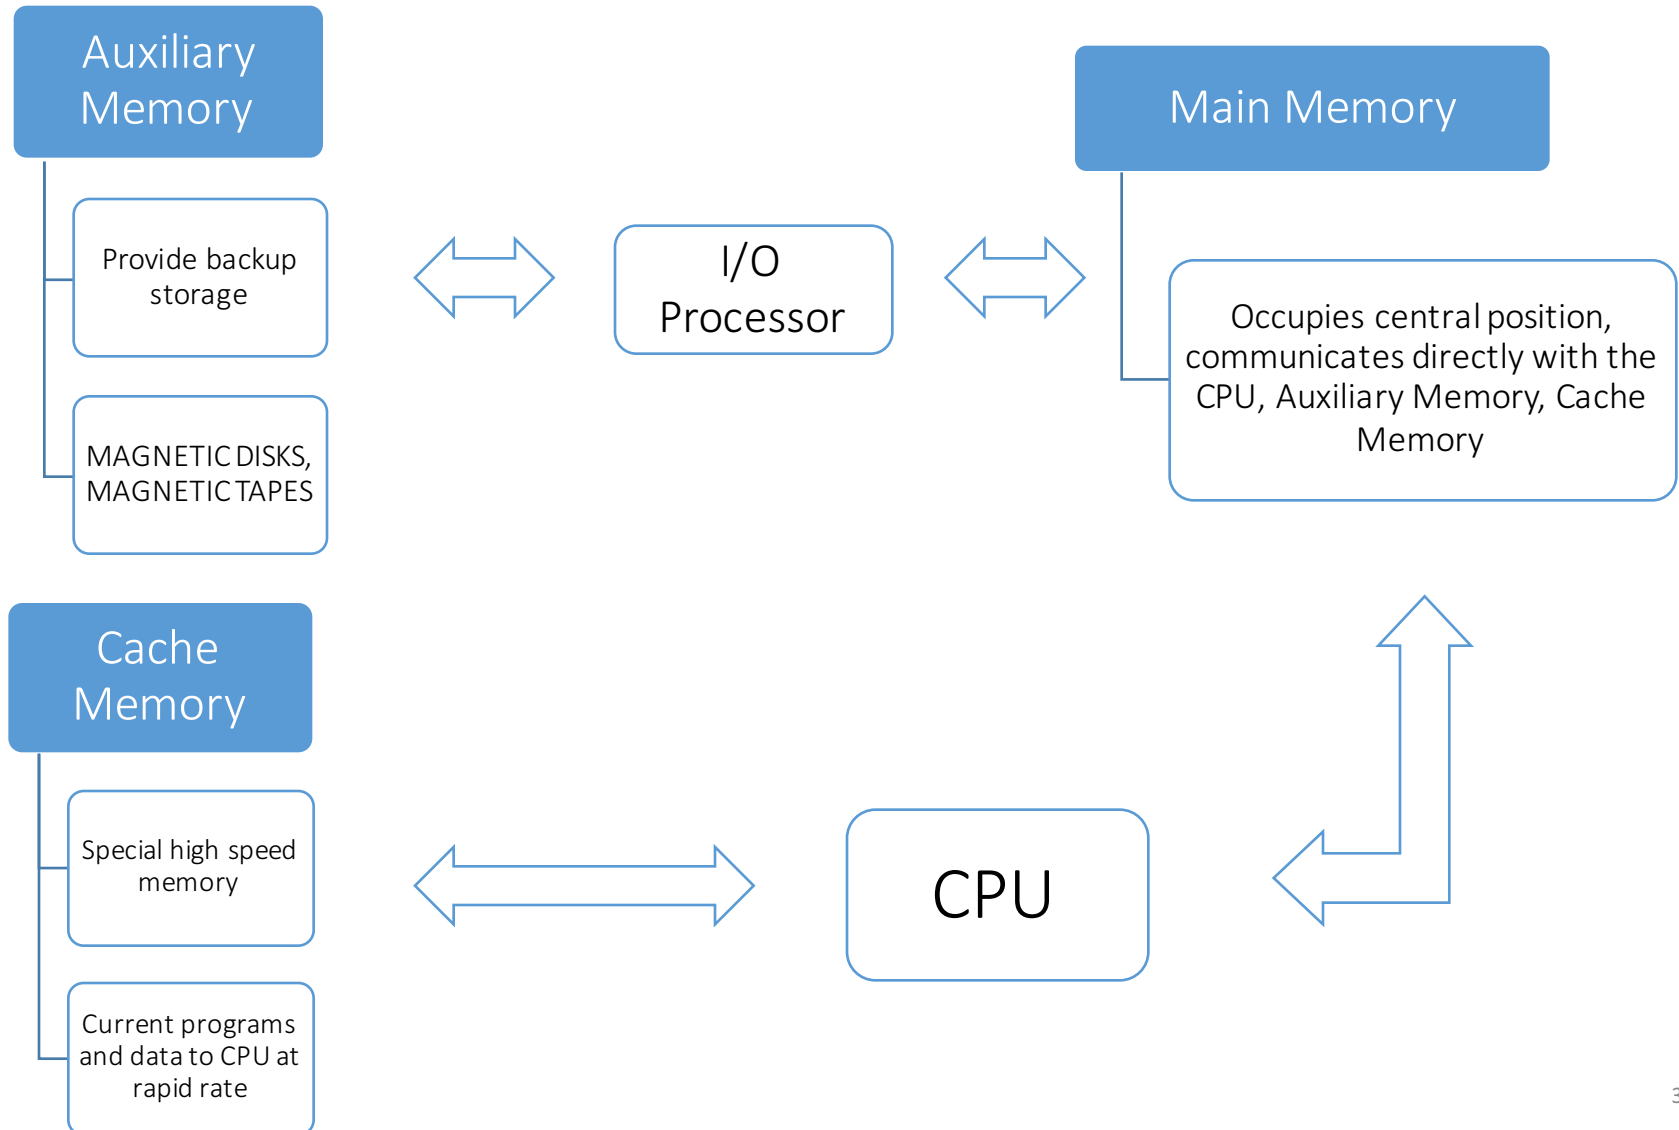 Auxiliary
Memory
Provide backup
storage
MAGNETIC DISKS,
MAGNETIC TAPES
I/O
Processor
Main Memory
Occupies central position,
communicates directly with the
CPU, Auxiliary Memory, Cache
Memory
Cache
Memory
Special high speed
memory
Current programs
and data to CPU at
rapid rate
CPU
3